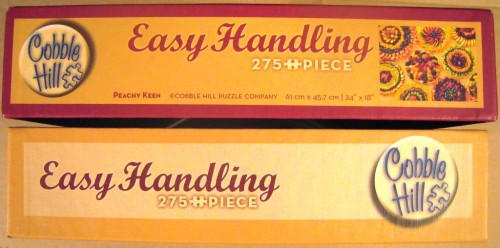 Cobble
Hill
Easy Handling
275 PIECE
PEACHY KEEN ©COBBLE HILL PUZZLE COMPANY 61 cm x 45.7 cm | 24" x 18"
Easy Handling
275 PIECE
Cobble
Hill